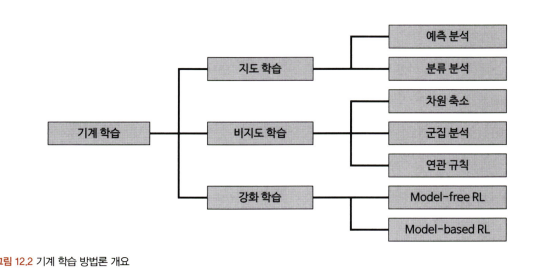 예측 분석
지도 학습
분류 분석
차원 축소
기계 학습
비지도 학습
군집 분석
연관 규칙
강화 학습
Model-free RL
Model-based RL
림 12.2 기계 학습 방법론 개요